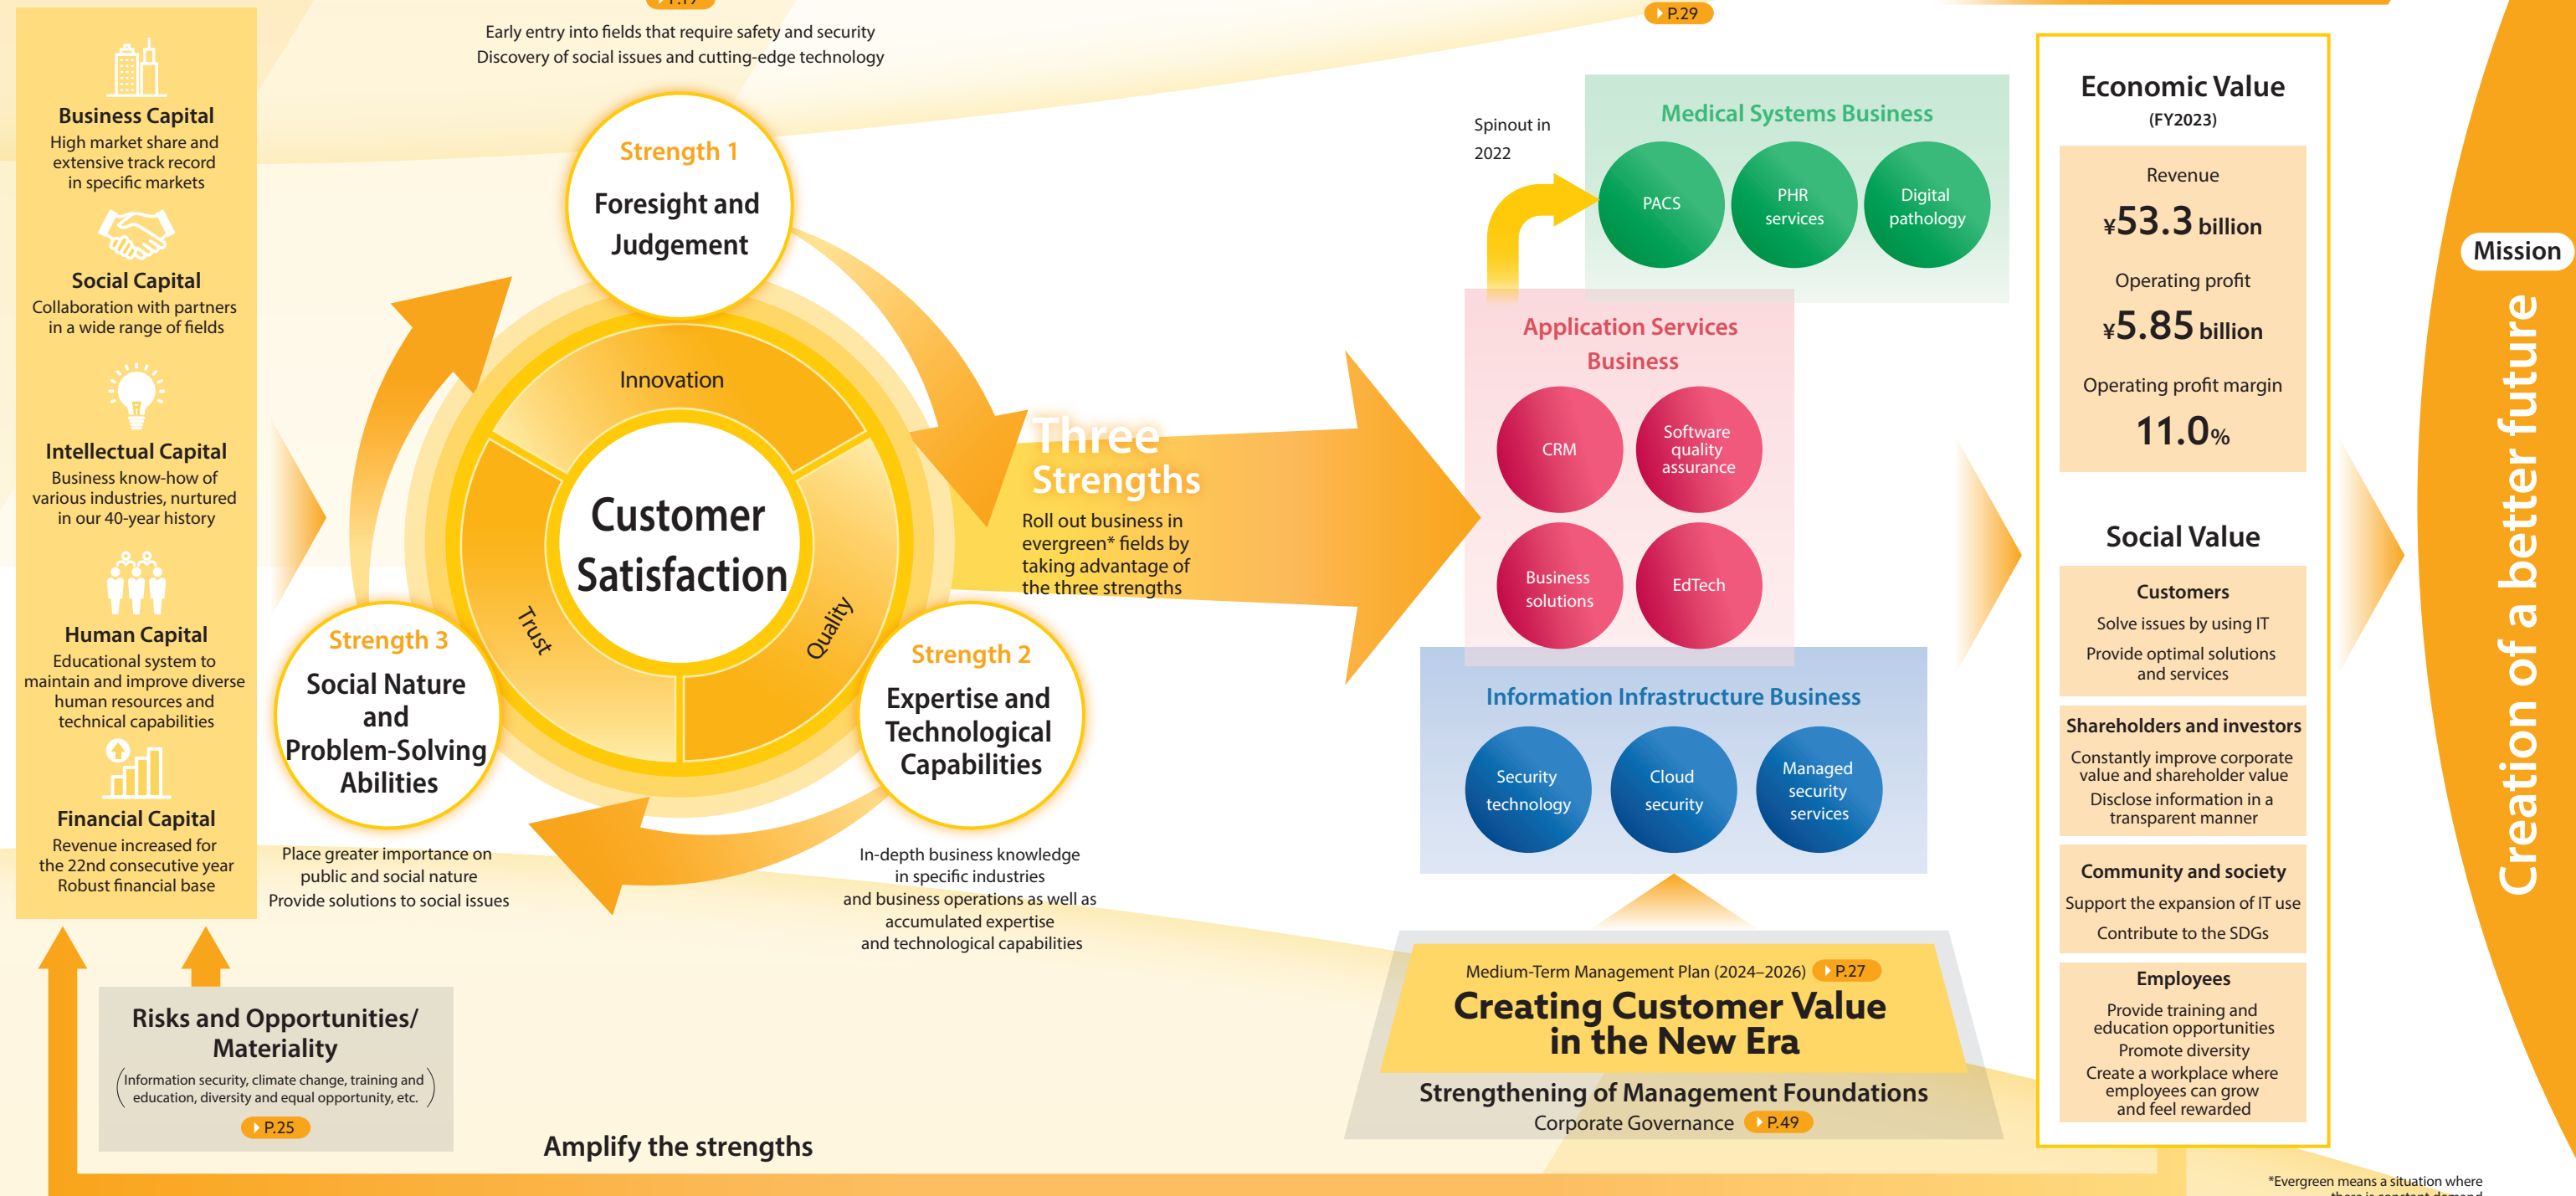 Business Capital
High market share and
extensive track record
in specific markets
Social Capital
Collaboration with partners
in a wide range of fields
Intellectual Capital
Business know-how of
various industries, nurtured
in our 40-year history
Human Capital
Educational system to
maintain and improve diverse
human resources and
technical capabilities
Financial Capital
Revenue increased for
the 22nd consecutive year
Robust financial base
Risks and Opportunities/
Materiality
(Information security, climate change, training and
education, diversity and equal opportunity, etc.)
P.25
Early entry into fields that require safety and security
Discovery of social issues and cutting-edge technology
Strength 1
Foresight and
Judgement
Innovation
Customer
Satisfaction
Trust
Quality
Strength 3
Social Nature
and
Problem-Solving
Abilities
Place greater importance on
public and social nature
Provide solutions to social issues
Strength 2
Expertise and
Technological
Capabilities
In-depth business knowledge
in specific industries
and business operations as well as
accumulated expertise
and technological capabilities
Amplify the strengths
Three
Strengths
Roll out business in
evergreen* fields by
taking advantage of
the three strengths
P.29
Spinout in
2022
Medical Systems Business
PACS
PHR
services
Digital
pathology
Application Services
Business
CRM
Software
quality
assurance
Business
solutions
EdTech
Information Infrastructure Business
Security
technology
Cloud
security
Managed
security
services
Medium-Term Management Plan (2024–2026) P.27
Creating Customer Value
in the New Era
Strengthening of Management Foundations
Corporate Governance P.49
Economic Value
(FY2023)
Revenue
¥53.3 billion
Operating profit
¥5.85 billion
Operating profit margin
11.0%
Social Value
Customers
Solve issues by using IT
Provide optimal solutions
and services
Shareholders and investors
Constantly improve corporate
value and shareholder value
Disclose information in a
transparent manner
Community and society
Support the expansion of IT use
Contribute to the SDGs
Employees
Provide training and
education opportunities
Promote diversity
Create a workplace where
employees can grow
and feel rewarded
Mission
Creation of a better future
*Evergreen means a situation where